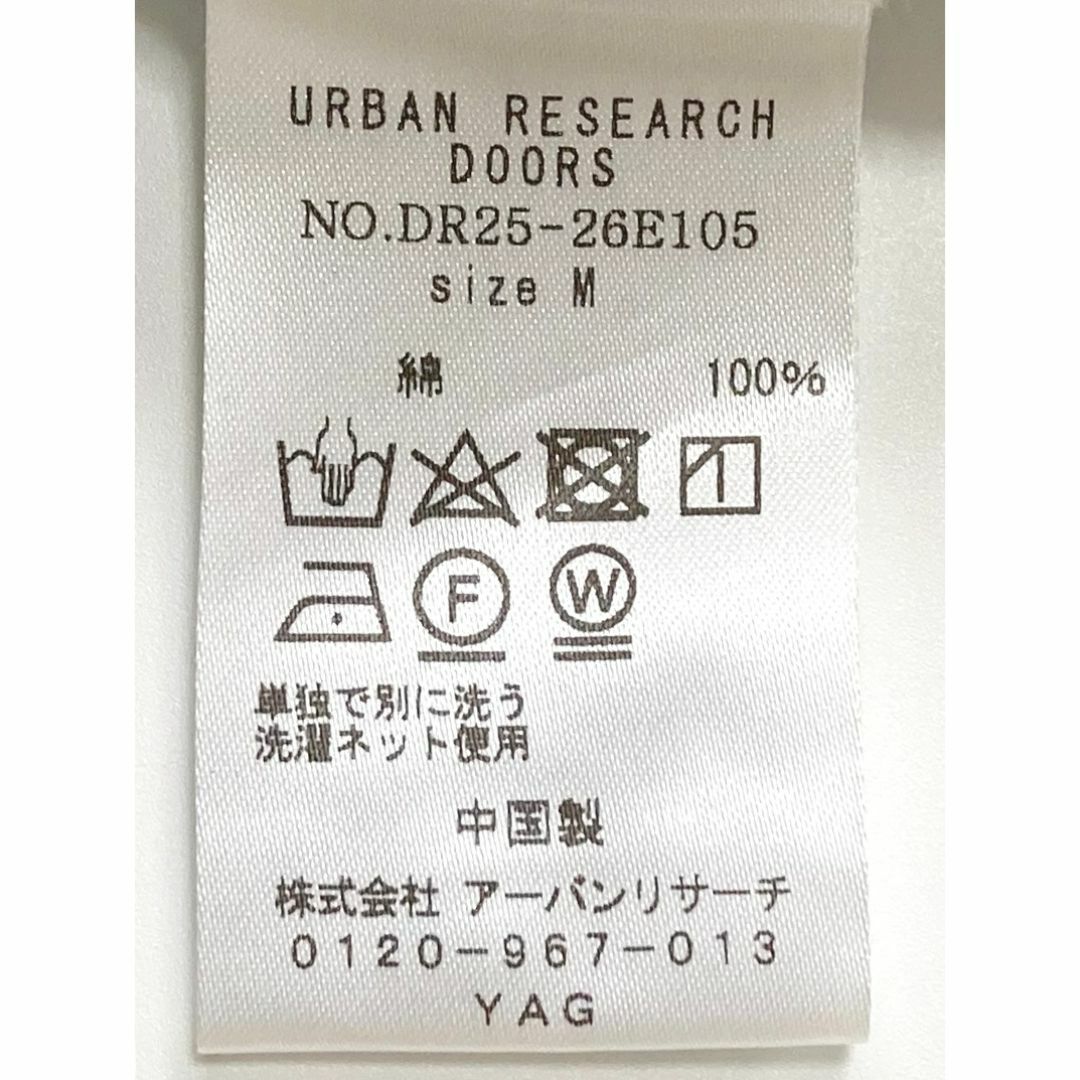 URBAN RESEARCH
DOORS
NO.DR25-26E105
size M
綿 100%
F W
単独で別に洗う
洗濯ネット使用
中国製
株式会社 アーバンリサーチ
0120-967-013
YAG